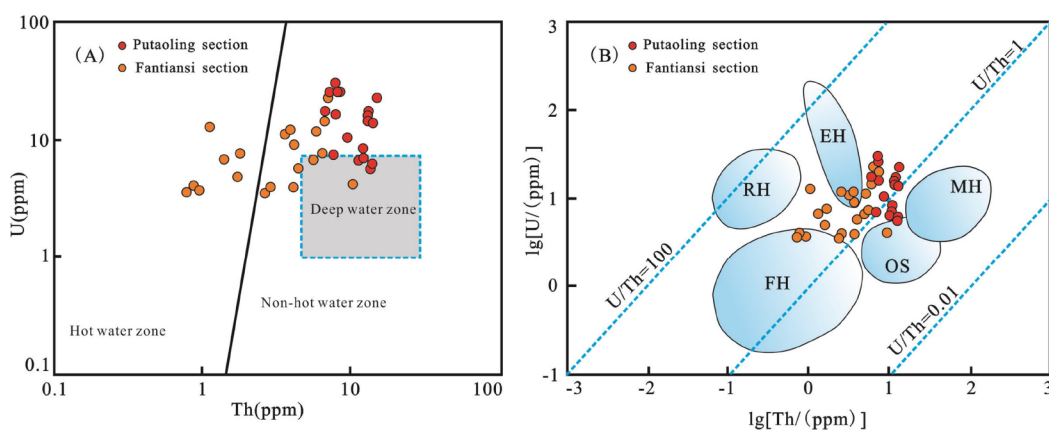 (A)
Putaoling section
Fantiansi section
100
10
1
0.1
U(ppm)
Deep water zone
Non-hot water zone
Hot water zone
0.1
1
10
100
Th(ppm)
(B)
Putaoling section
Fantiansi section
3
2
1
0
-1
lg[U/(ppm)]
U/Th=1
EH
RH
MH
OS
FH
U/Th=100
U/Th=0.01
-3
-1
0
1
3
lg[Th/(ppm)]